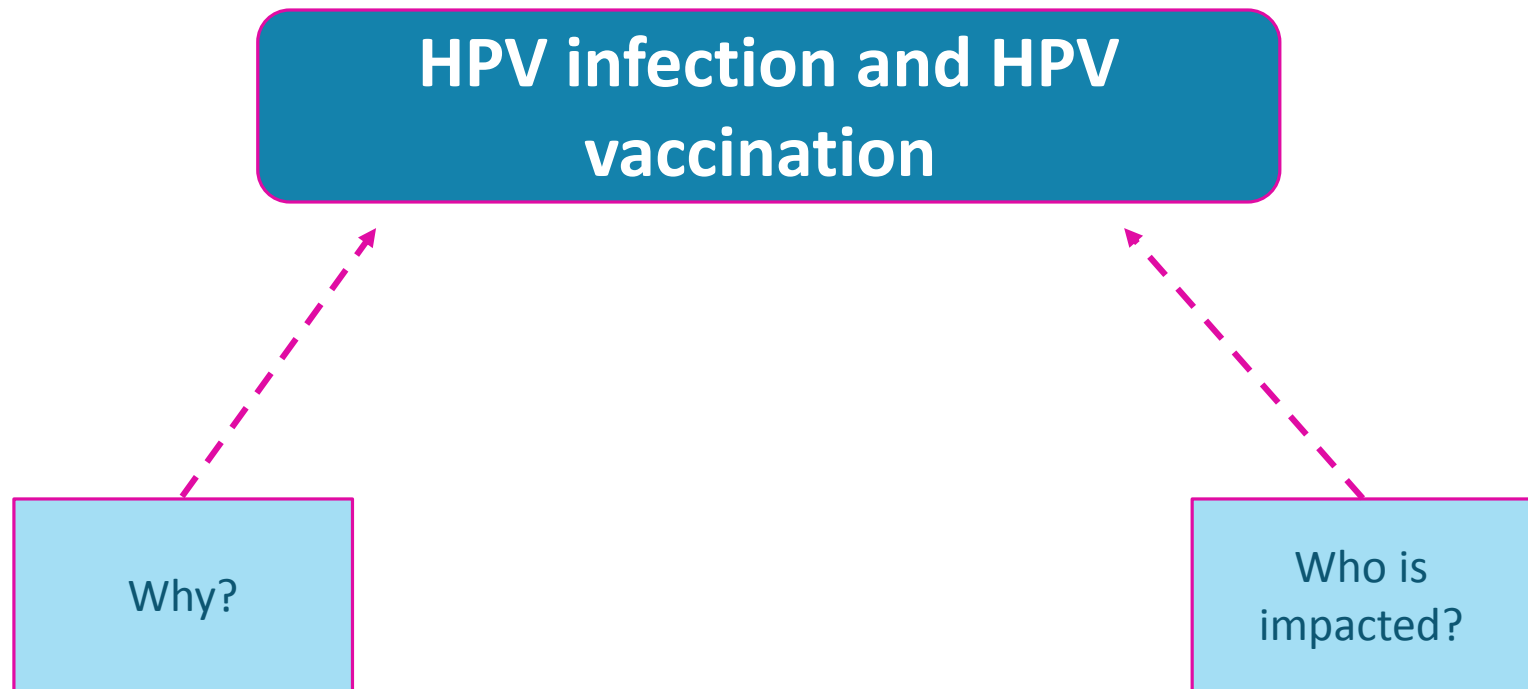 HPV infection and HPV
vaccination
Why?
Who is
impacted?